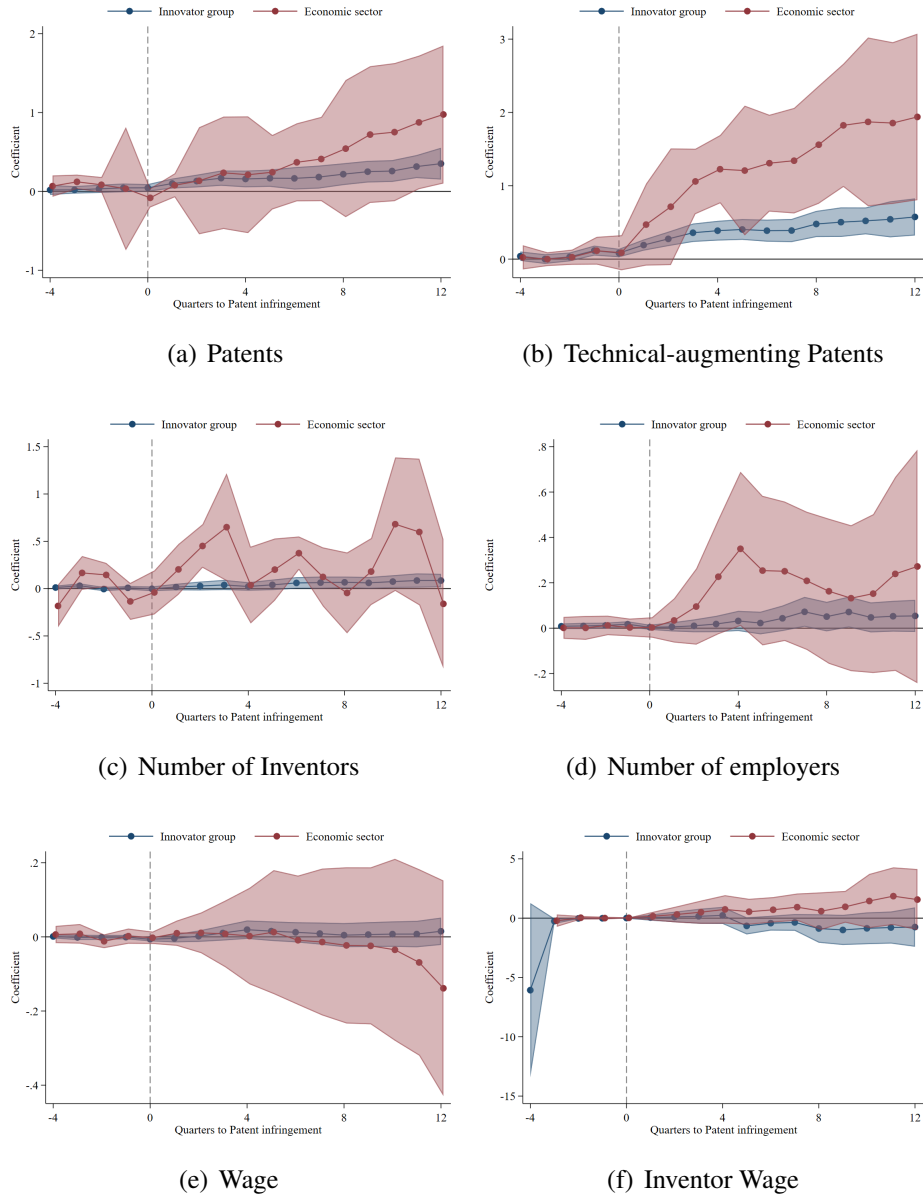 Innovator group Economic sector
Innovator group Economic sector
2
1
0
-1
Coefficient
-4 0 4 8 12
Quarters to Patent infringement
3
2
1
0
Coefficient
-4 0 4 8 12
Quarters to Patent infringement
(a) Patents
(b) Technical-augmenting Patents
Innovator group Economic sector
Innovator group Economic sector
1.5
1
.5
0
-.5
-1
Coefficient
-4 0 4 8 12
Quarters to Patent infringement
.8
.6
.4
.2
0
-.2
Coefficient
-4 0 4 8 12
Quarters to Patent infringement
(c) Number of Inventors
(d) Number of employers
Innovator group Economic sector
Innovator group Economic sector
.2
0
-.2
-.4
Coefficient
-4 0 4 8 12
Quarters to Patent infringement
5
0
-5
-10
-15
Coefficient
-4 0 4 8 12
Quarters to Patent infringement
(e) Wage
(f) Inventor Wage